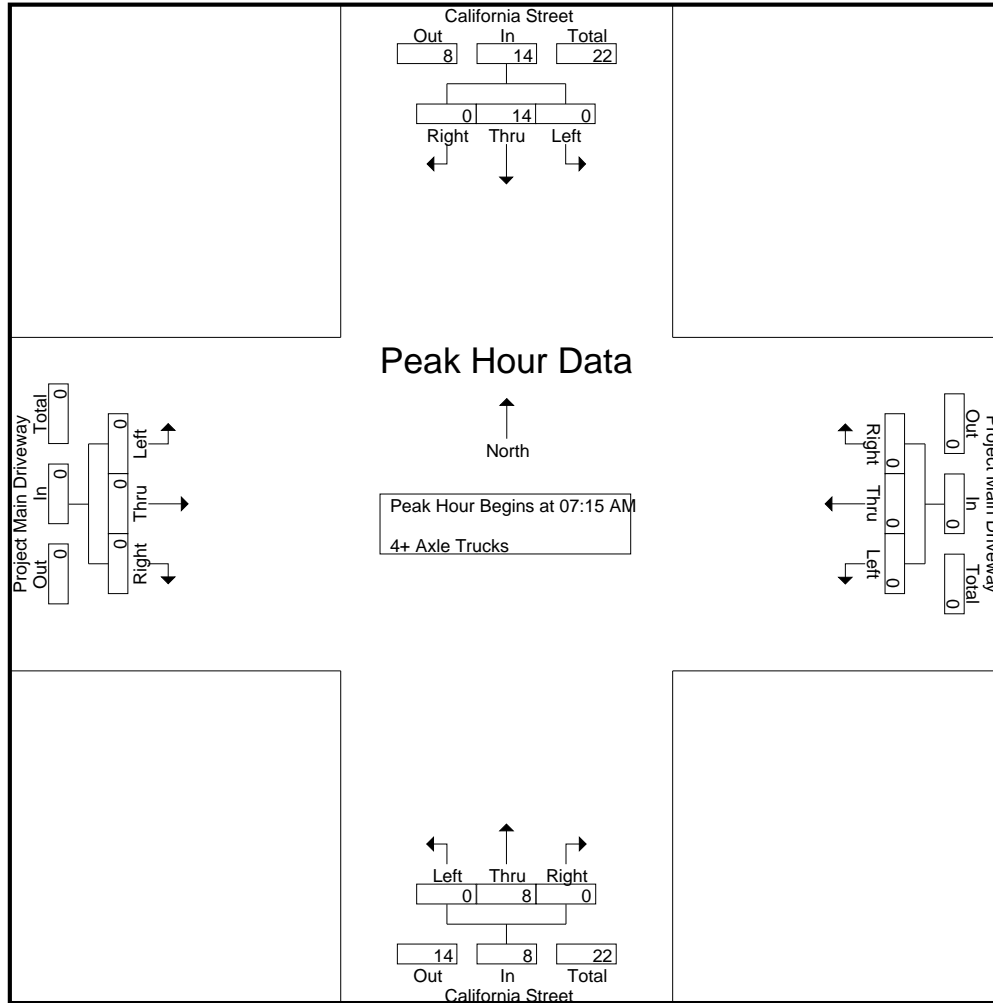 California Street
Out In Total
8 14 22
0 14 0
Right Thru Left
Peak Hour Data
North
Peak Hour Begins at 07:15 AM
4+ Axle Trucks
Project Main Driveway
Out In Total
0 0 0
Left Thru Right
0 0 0
Project Main Driveway
Out In Total
0 0 0
Right Thru Left
0 0 0
Left Thru Right
0 8 0
14 8 22
Out In Total
California Street